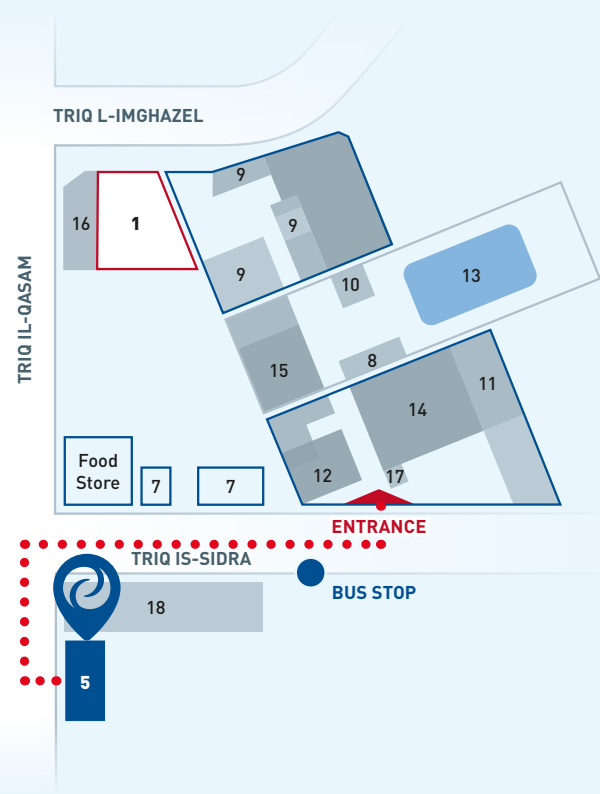 TRIQ L-IMGHAZEL
9
16
1
9
9
10
13
TRIQ IL-QASAM
8
15
11
14
Food
Store
12
17
7
7
ENTRANCE
TRIQ IS-SIDRA
BUS STOP
18
5